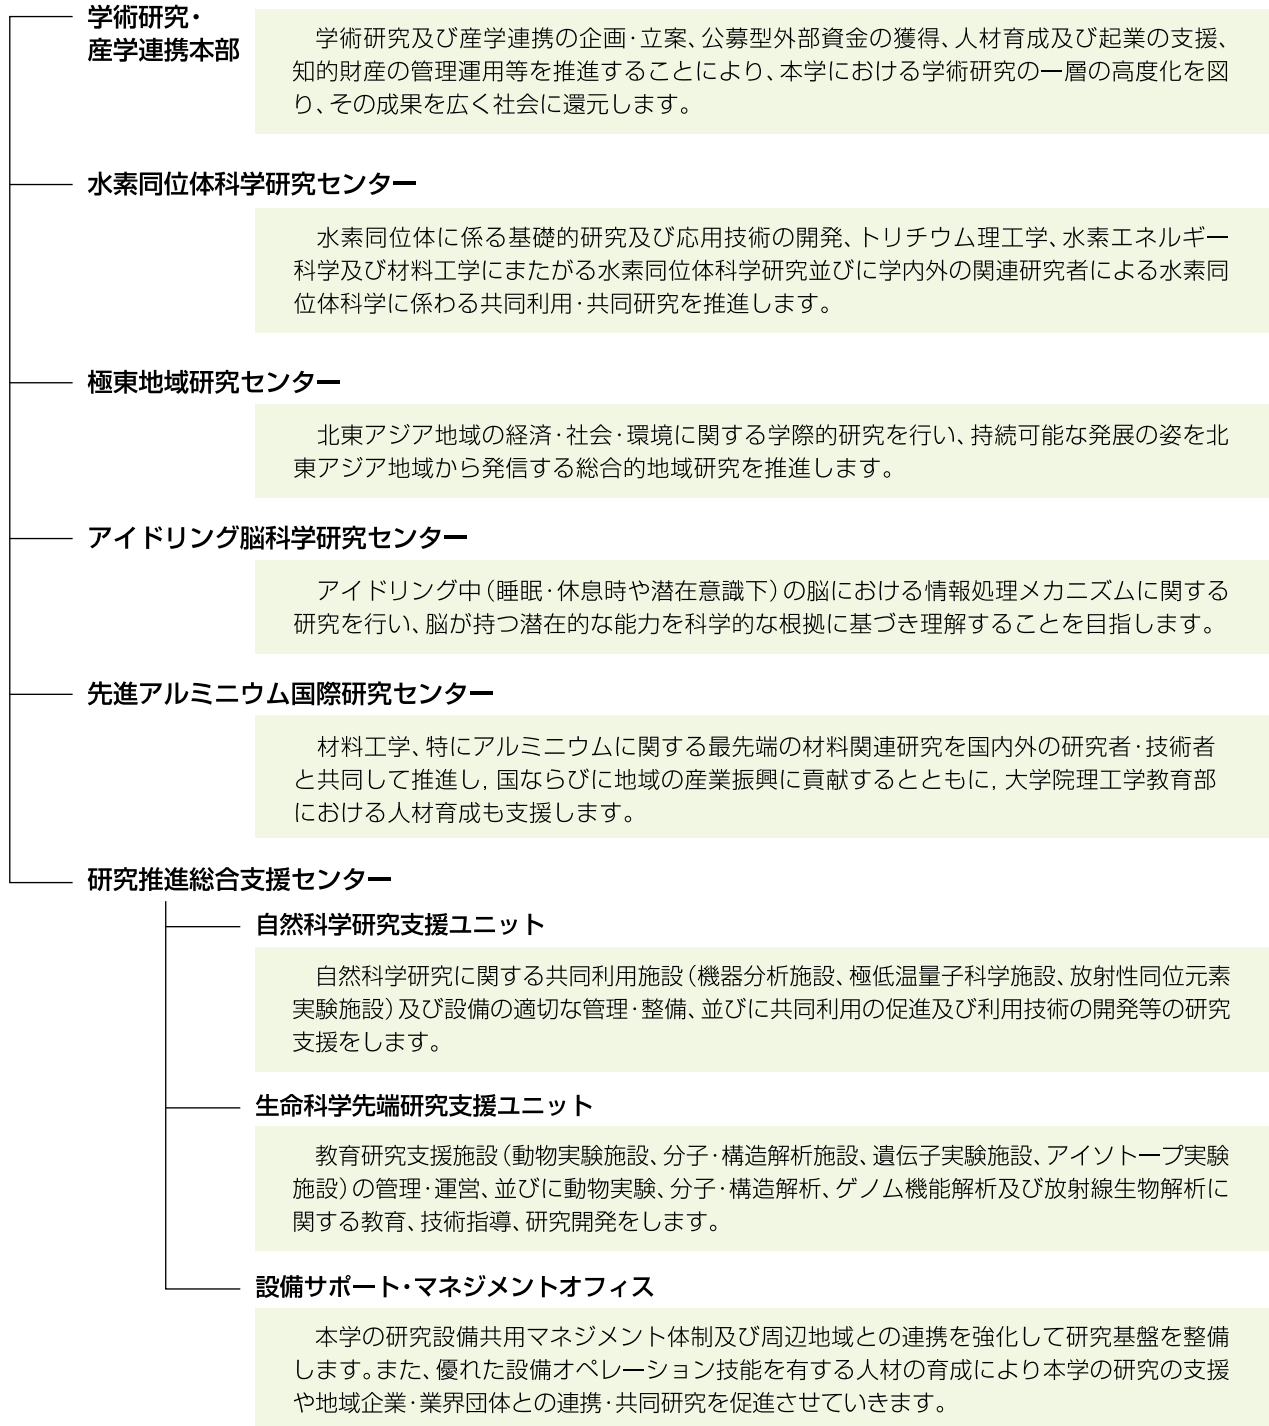 学術研究・
産学連携本部
学術研究及び産学連携の企画・立案、公募型外部資金の獲得、人材育成及び起業の支援、
知的財産の管理運用等を推進することにより、本学における学術研究の一層の高度化を図
り、その成果を広く社会に還元します。
水素同位体科学研究センター
水素同位体に係る基礎的研究及び応用技術の開発、トリチウム理工学、水素エネルギー
科学及び材料工学にまたがる水素同位体科学研究並びに学内外の関連研究者による水素同
位体科学に係わる共同利用・共同研究を推進します。
極東地域研究センター
北東アジア地域の経済・社会・環境に関する学際的研究を行い、持続可能な発展の姿を北
東アジア地域から発信する総合的地域研究を推進します。
アイドリング脳科学研究センター
アイドリング中（睡眠・休息時や潜在意識下）の脳における情報処理メカニズムに関する
研究を行い、脳が持つ潜在的な能力を科学的な根拠に基づき理解することを目指します。
先進アルミニウム国際研究センター
材料工学、特にアルミニウムに関する最先端の材料関連研究を国内外の研究者・技術者
と共同して推進し, 国ならびに地域の産業振興に貢献するとともに, 大学院理工学教育部
における人材育成も支援します。
研究推進総合支援センター
自然科学研究支援ユニット
自然科学研究に関する共同利用施設（機器分析施設、極低温量子科学施設、放射性同位元素
実験施設）及び設備の適切な管理・整備、並びに共同利用の促進及び利用技術の開発等の研究
支援をします。
生命科学先端研究支援ユニット
教育研究支援施設（動物実験施設、分子・構造解析施設、遺伝子実験施設、アイソトープ実験
施設）の管理・運営、並びに動物実験、分子・構造解析、ゲノム機能解析及び放射線生物解析に
関する教育、技術指導、研究開発をします。
設備サポート・マネジメントオフィス
本学の研究設備共用マネジメント体制及び周辺地域との連携を強化して研究基盤を整備
します。また、優れた設備オペレーション技能を有する人材の育成により本学の研究の支援
や地域企業・業界団体との連携・共同研究を促進させていきます。